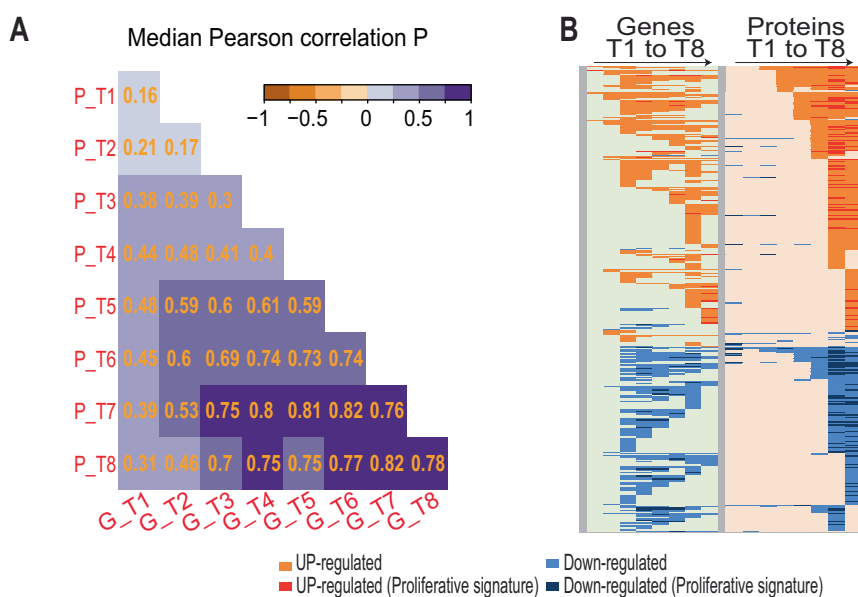 A
Median Pearson correlation P
−1 −0.5 0 0.5 1
P_T1 0.16
P_T2 0.21 0.17
P_T3 0.38 0.39 0.3
P_T4 0.44 0.48 0.41 0.4
P_T5 0.48 0.59 0.6 0.61 0.59
P_T6 0.45 0.6 0.69 0.74 0.73 0.74
P_T7 0.39 0.53 0.75 0.8 0.81 0.82 0.76
P_T8 0.31 0.46 0.7 0.75 0.75 0.77 0.82 0.78
G_T1 G_T2 G_T3 G_T4 G_T5 G_T6 G_T7 G_T8
B
Genes Proteins
T1 to T8 T1 to T8
UP-regulated Down-regulated
UP-regulated (Proliferative signature) Down-regulated (Proliferative signature)